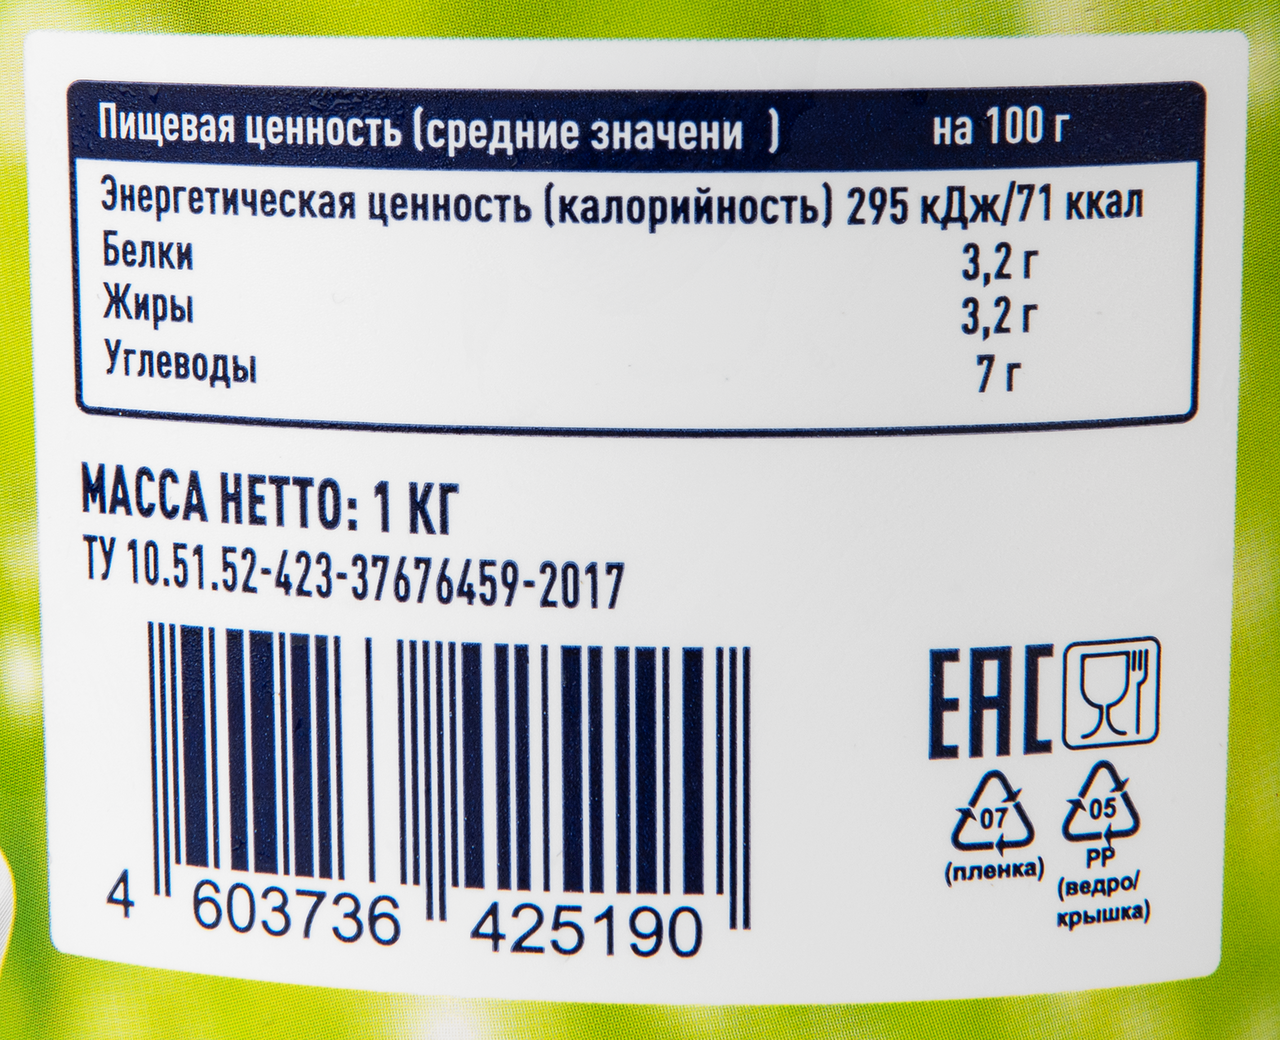 Пищевая ценность (средние значени ) на 100 г
Энергетическая ценность (калорийность) 295 кДж/71 ккал
Белки 3,2 г
Жиры 3,2 г
Углеводы 7 г
МАССА НЕТТО: 1 КГ
ТУ 10.51.52-423-37676459-2017
4 603736 425190
EAC
07
(пленка)
05
PP
(ведро/
крышка)